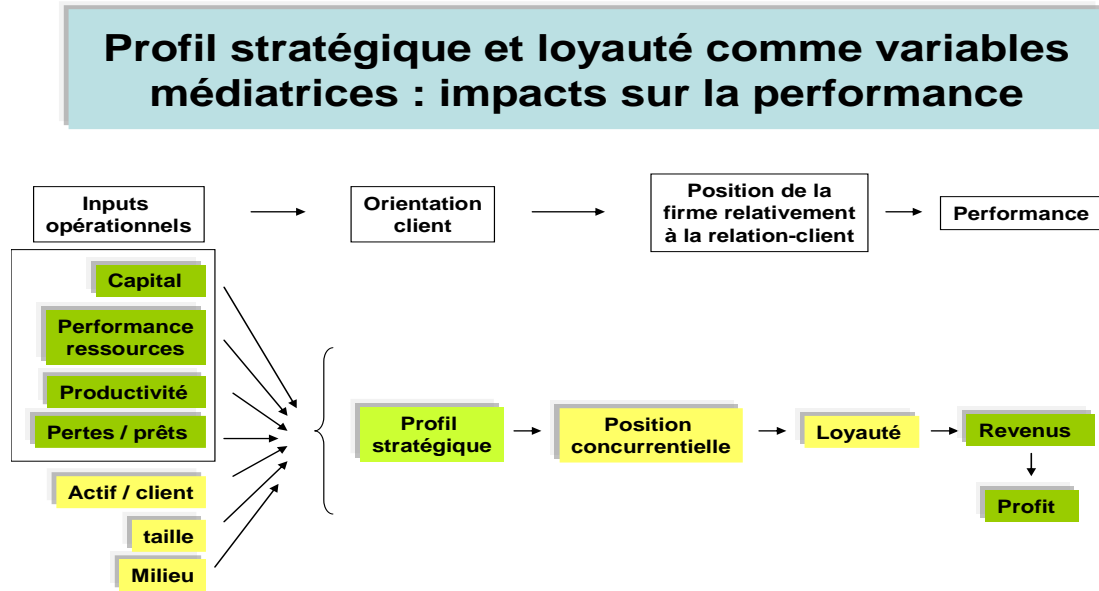 Profil stratégique et loyauté comme variables
médiatrices : impacts sur la performance
Inputs
opérationnels
Orientation
client
Position de la
firme relativement
à la relation-client
Performance
Capital
Performance
ressources
Productivité
Pertes / prêts
Actif / client
taille
Milieu
Profil
stratégique
Position
concurrentielle
Loyauté
Revenus
Profit